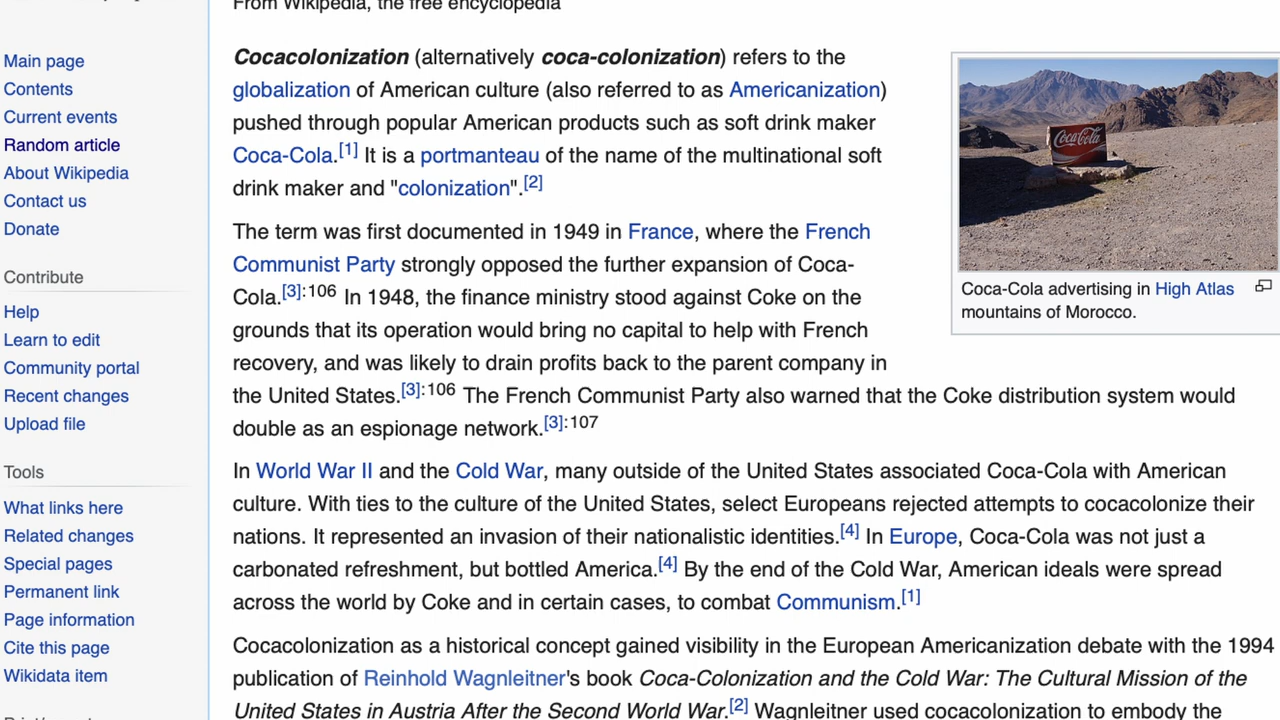 From Wikipedia, the free encyclopedia
Main page
Contents
Current events
Random article
About Wikipedia
Contact us
Donate
Contribute
Help
Learn to edit
Community portal
Recent changes
Upload file
Tools
What links here
Related changes
Special pages
Permanent link
Page information
Cite this page
Wikidata item
Cocacolonization (alternatively coca-colonization) refers to the
globalization of American culture (also referred to as Americanization)
pushed through popular American products such as soft drink maker
Coca-Cola.[1] It is a portmanteau of the name of the multinational soft
drink maker and "colonization".[2]
The term was first documented in 1949 in France, where the French
Communist Party strongly opposed the further expansion of Coca-
Cola.[3]:106 In 1948, the finance ministry stood against Coke on the
grounds that its operation would bring no capital to help with French
recovery, and was likely to drain profits back to the parent company in
the United States.[3]:106 The French Communist Party also warned that the Coke distribution system would
double as an espionage network.[3]:107
In World War II and the Cold War, many outside of the United States associated Coca-Cola with American
culture. With ties to the culture of the United States, select Europeans rejected attempts to cocacolonize their
nations. It represented an invasion of their nationalistic identities.[4] In Europe, Coca-Cola was not just a
carbonated refreshment, but bottled America.[4] By the end of the Cold War, American ideals were spread
across the world by Coke and in certain cases, to combat Communism.[1]
Cocacolonization as a historical concept gained visibility in the European Americanization debate with the 1994
publication of Reinhold Wagnleitner's book Coca-Colonization and the Cold War: The Cultural Mission of the
United States in Austria After the Second World War.[2] Wagnleitner used cocacolonization to embody the
Coca-Cola
Coca-Cola advertising in High Atlas
mountains of Morocco.